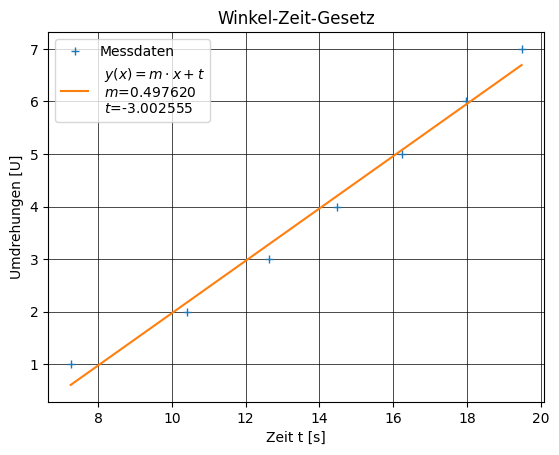 Winkel-Zeit-Gesetz
Messdaten
y(x) = m · x + t
m=0.497620
t=-3.002555
Umdrehungen [U]
7
6
5
4
3
2
1
8 10 12 14 16 18 20
Zeit t [s]